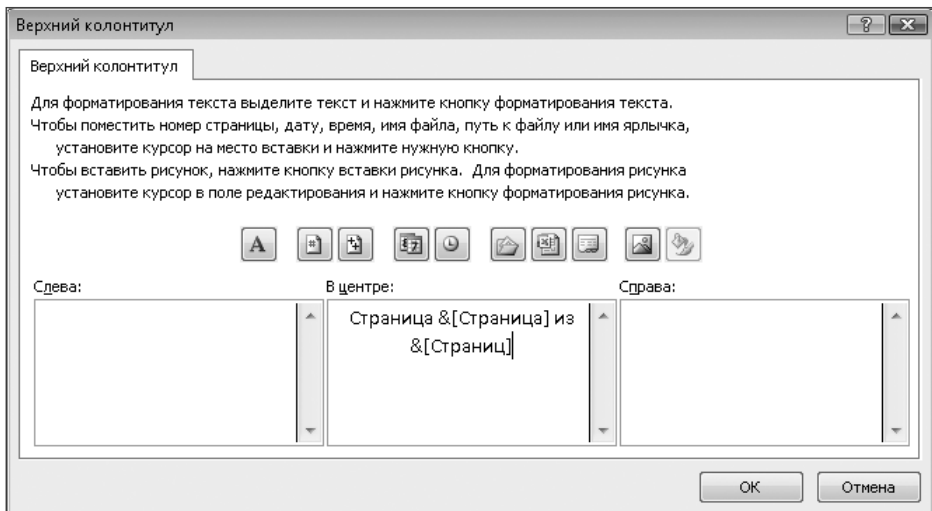 Верхний колонтитул
Верхний колонтитул
Для форматирования текста выделите текст и нажмите кнопку форматирования текста.
Чтобы поместить номер страницы, дату, время, имя файла, путь к файлу или имя ярлычка,
установите курсор на место вставки и нажмите нужную кнопку.
Чтобы вставить рисунок, нажмите кнопку вставки рисунка. Для форматирования рисунка
установите курсор в поле редактирования и нажмите кнопку форматирования рисунка.
A
Слева: В центре: Справа:
Страница &[Страница] из
&[Страниц]
ОК Отмена